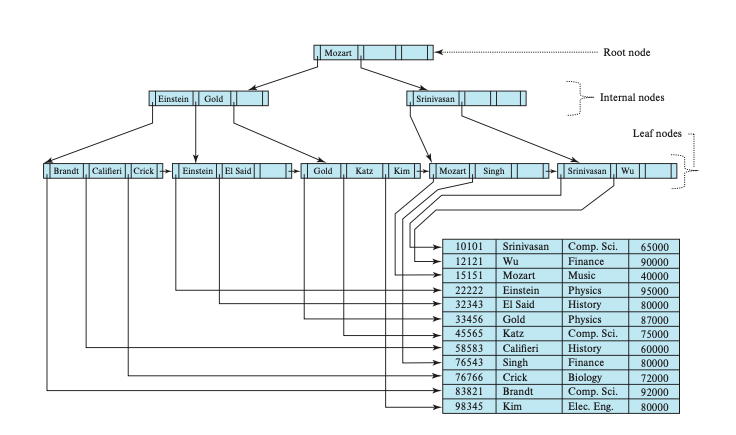 Mozart
Root node
Einstein Gold
Srinivasan
Internal nodes
Leaf nodes
Brandt Califieri Crick Einstein El Said Gold Katz Kim Mozart Singh Srinivasan Wu
10101 Srinivasan Comp. Sci. 65000
12121 Wu Finance 90000
15151 Mozart Music 40000
22222 Einstein Physics 95000
32343 El Said History 80000
33456 Gold Physics 87000
45565 Katz Comp. Sci. 75000
58583 Califieri History 60000
76543 Singh Finance 80000
76766 Crick Biology 72000
83821 Brandt Comp. Sci. 92000
98345 Kim Elec. Eng. 80000